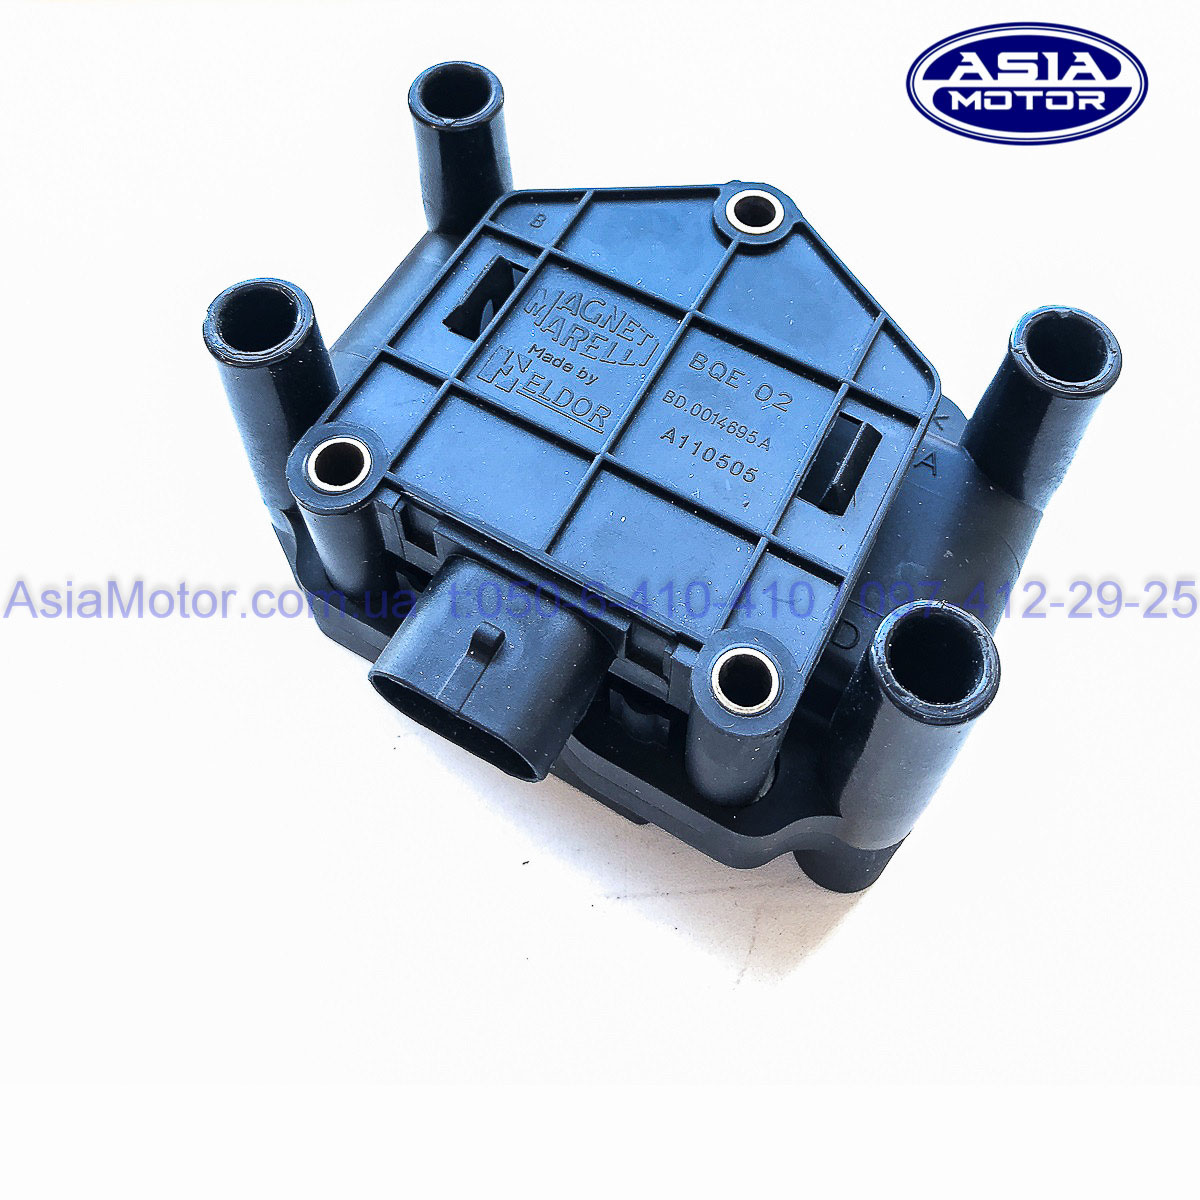 ASIA
MOTOR
B
MAGNETI
MARELLI
Made by
ELDOR
BQE 02
BD.0014695A
A110505
A
AsiaMotor.com.ua t:050-6-410-410 / 097-412-29-25
D